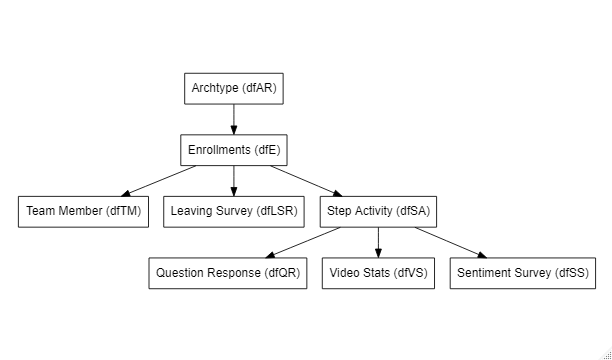 Archtype (dfAR)
Enrollments (dfE)
Team Member (dfTM)
Leaving Survey (dfLSR)
Step Activity (dfSA)
Question Response (dfQR)
Video Stats (dfVS)
Sentiment Survey (dfSS)